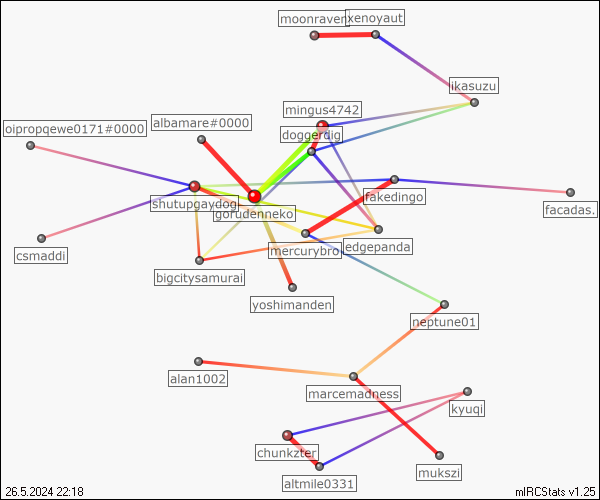 moonraven
xenoyaut
ikasuzu
mingus4742
albamare#0000
oipropqewe0171#0000
doggerdig
shutupgaydog
fakedingo
facadas.
gorudenneko
csmaddi
mercurybro
edgepanda
bigcitysamurai
yoshimanden
neptune01
alan1002
marcemadness
kyuqi
chunkzter
mukszi
altmile0331
26.5.2024 22:18
mIRCStats v1.25